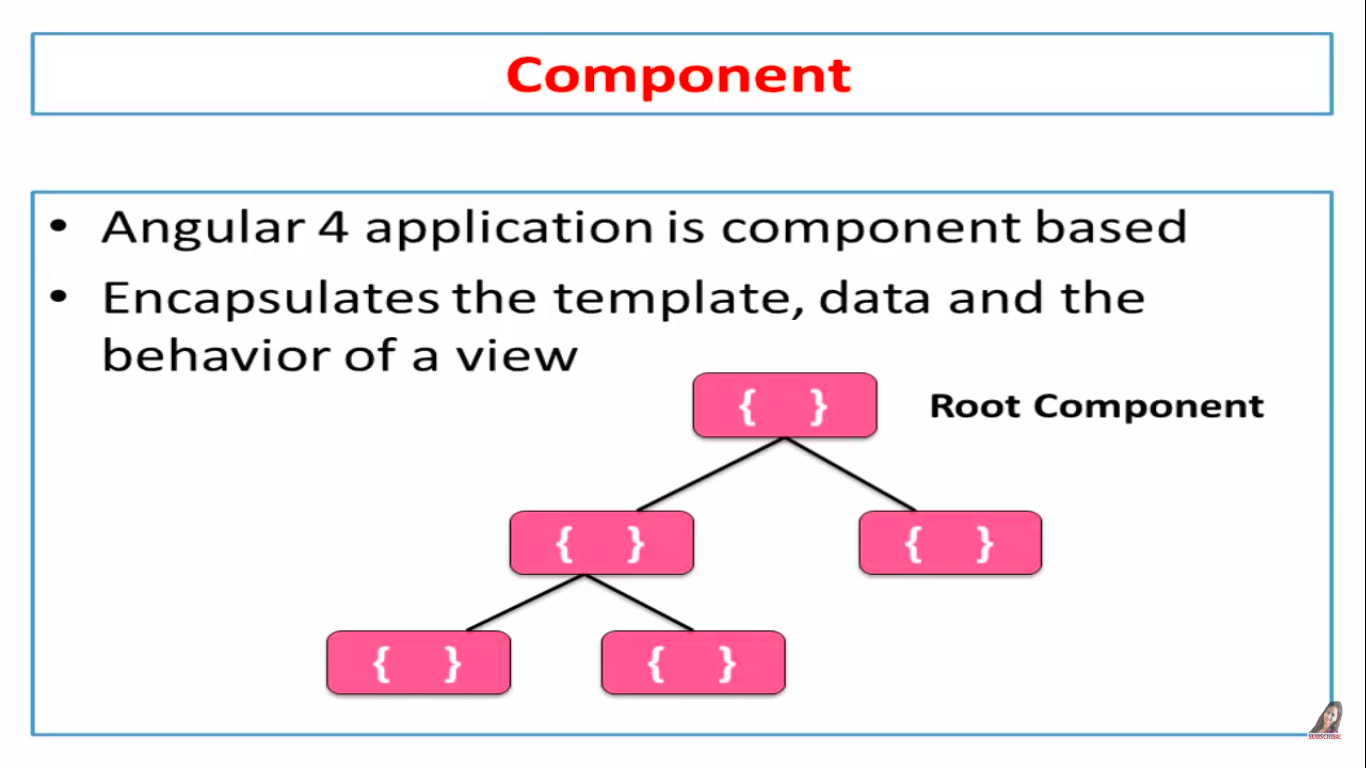 Component
• Angular 4 application is component based
• Encapsulates the template, data and the
behavior of a view
{ } Root Component
{ } { }
{ } { }
SUBSCRIBE